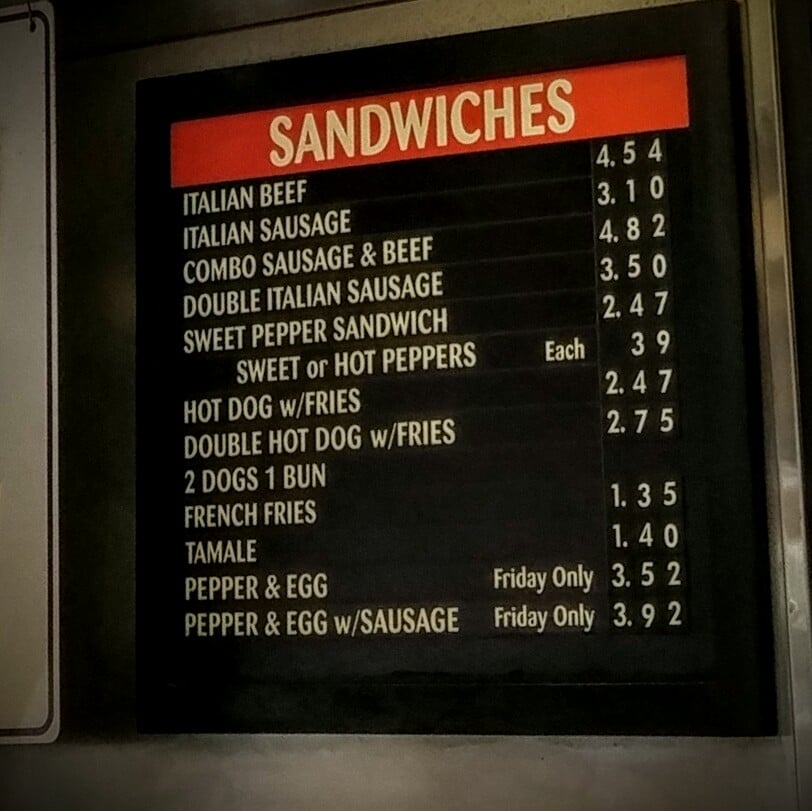 SANDWICHES
ITALIAN BEEF 4.54
ITALIAN SAUSAGE 3.10
COMBO SAUSAGE & BEEF 4.82
DOUBLE ITALIAN SAUSAGE 3.50
SWEET PEPPER SANDWICH 2.47
SWEET or HOT PEPPERS Each 39
HOT DOG w/FRIES 2.47
DOUBLE HOT DOG w/FRIES 2.75
2 DOGS 1 BUN
FRENCH FRIES 1.35
TAMALE 1.40
PEPPER & EGG Friday Only 3.52
PEPPER & EGG w/SAUSAGE Friday Only 3.92